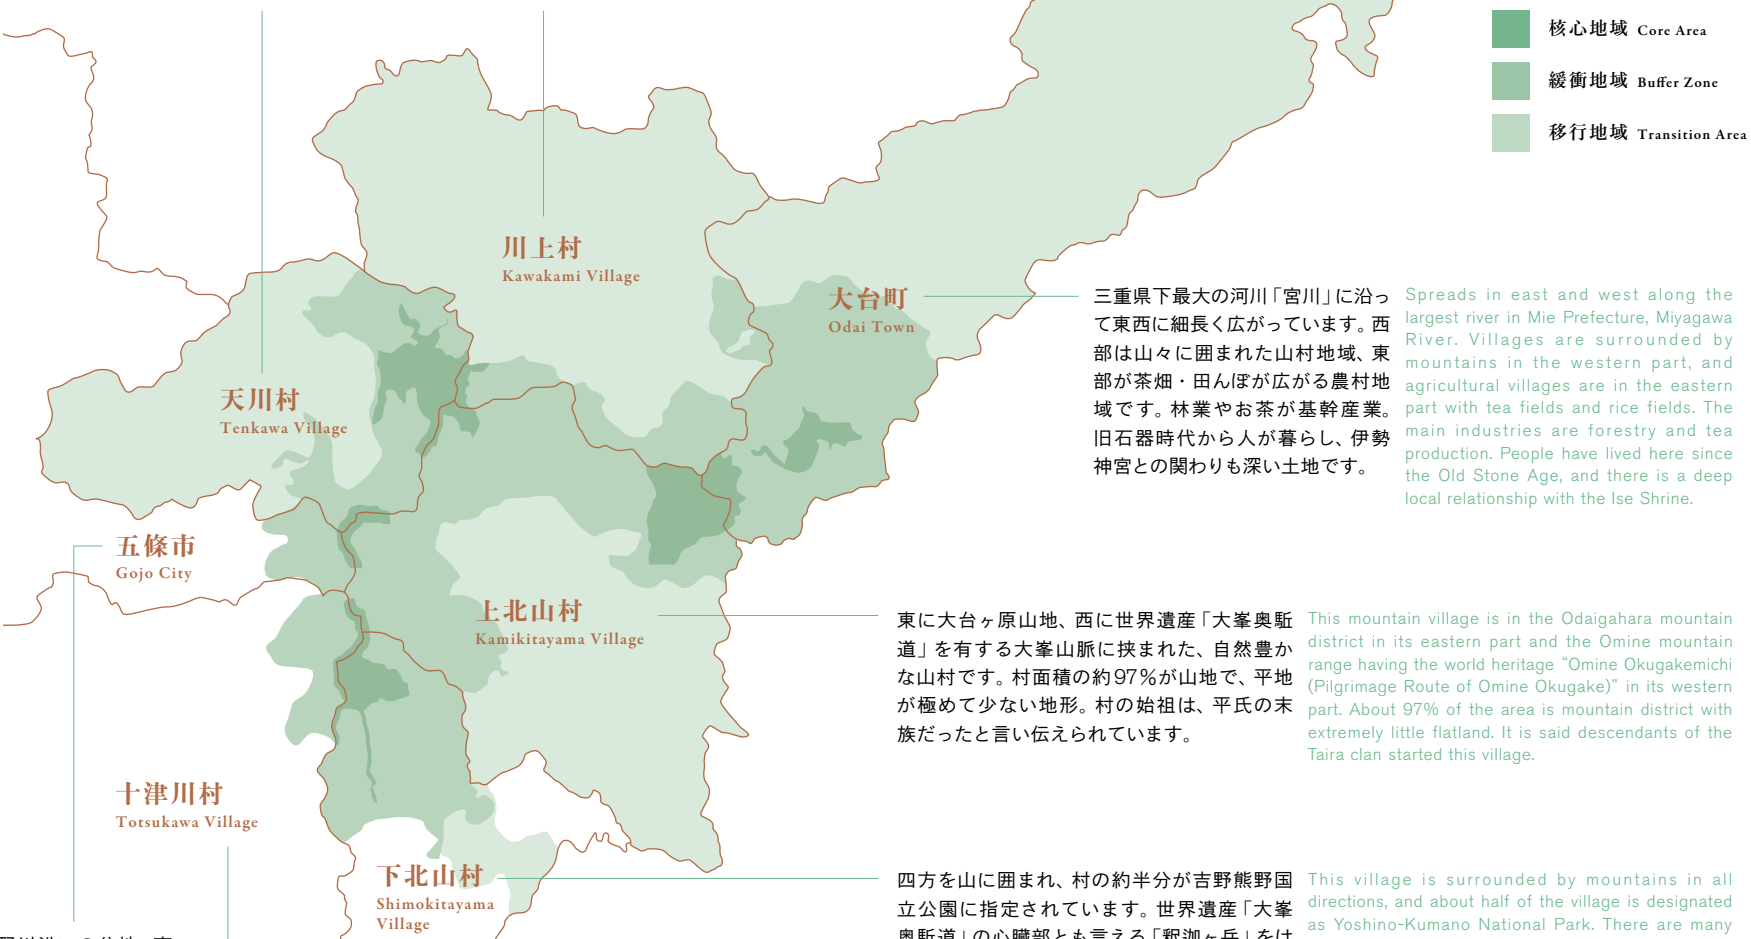 核心地域 Core Area
緩衝地域 Buffer Zone
移行地域 Transition Area
川上村
Kawakami Village
大台町
Odai Town
三重県下最大の河川「宮川」に沿っ
て東西に細長く広がっています。西
部は山々に囲まれた山村地域、東
部が茶畑・田んぼが広がる農村地
域です。林業やお茶が基幹産業。
旧石器時代から人が暮らし、伊勢
神宮との関わりも深い土地です。
Spreads in east and west along the
largest river in Mie Prefecture, Miyagawa
River. Villages are surrounded by
mountains in the western part, and
agricultural villages are in the eastern
part with tea fields and rice fields. The
main industries are forestry and tea
production. People have lived here since
the Old Stone Age, and there is a deep
local relationship with the Ise Shrine.
天川村
Tenkawa Village
五條市
Gojo City
上北山村
Kamikitayama Village
東に大台ヶ原山地、西に世界遺産「大峯奥駈
道」を有する大峯山脈に挟まれた、自然豊か
な山村です。村面積の約97%が山地で、平地
が極めて少ない地形。村の始祖は、平氏の末
族だったと言い伝えられています。
This mountain village is in the Odaigahara mountain
district in its eastern part and the Omine mountain
range having the world heritage “Omine Okugakemichi
(Pilgrimage Route of Omine Okugake)” in its western
part. About 97% of the area is mountain district with
extremely little flatland. It is said descendants of the
Taira clan started this village.
十津川村
Totsukawa Village
下北山村
Shimokitayama
Village
四方を山に囲まれ、村の約半分が吉野熊野国
立公園に指定されています。世界遺産「大峯
奥駈道」の心臓部とも言える「釈迦ヶ岳」をは
This village is surrounded by mountains in all
directions, and about half of the village is designated
as Yoshino-Kumano National Park. There are many